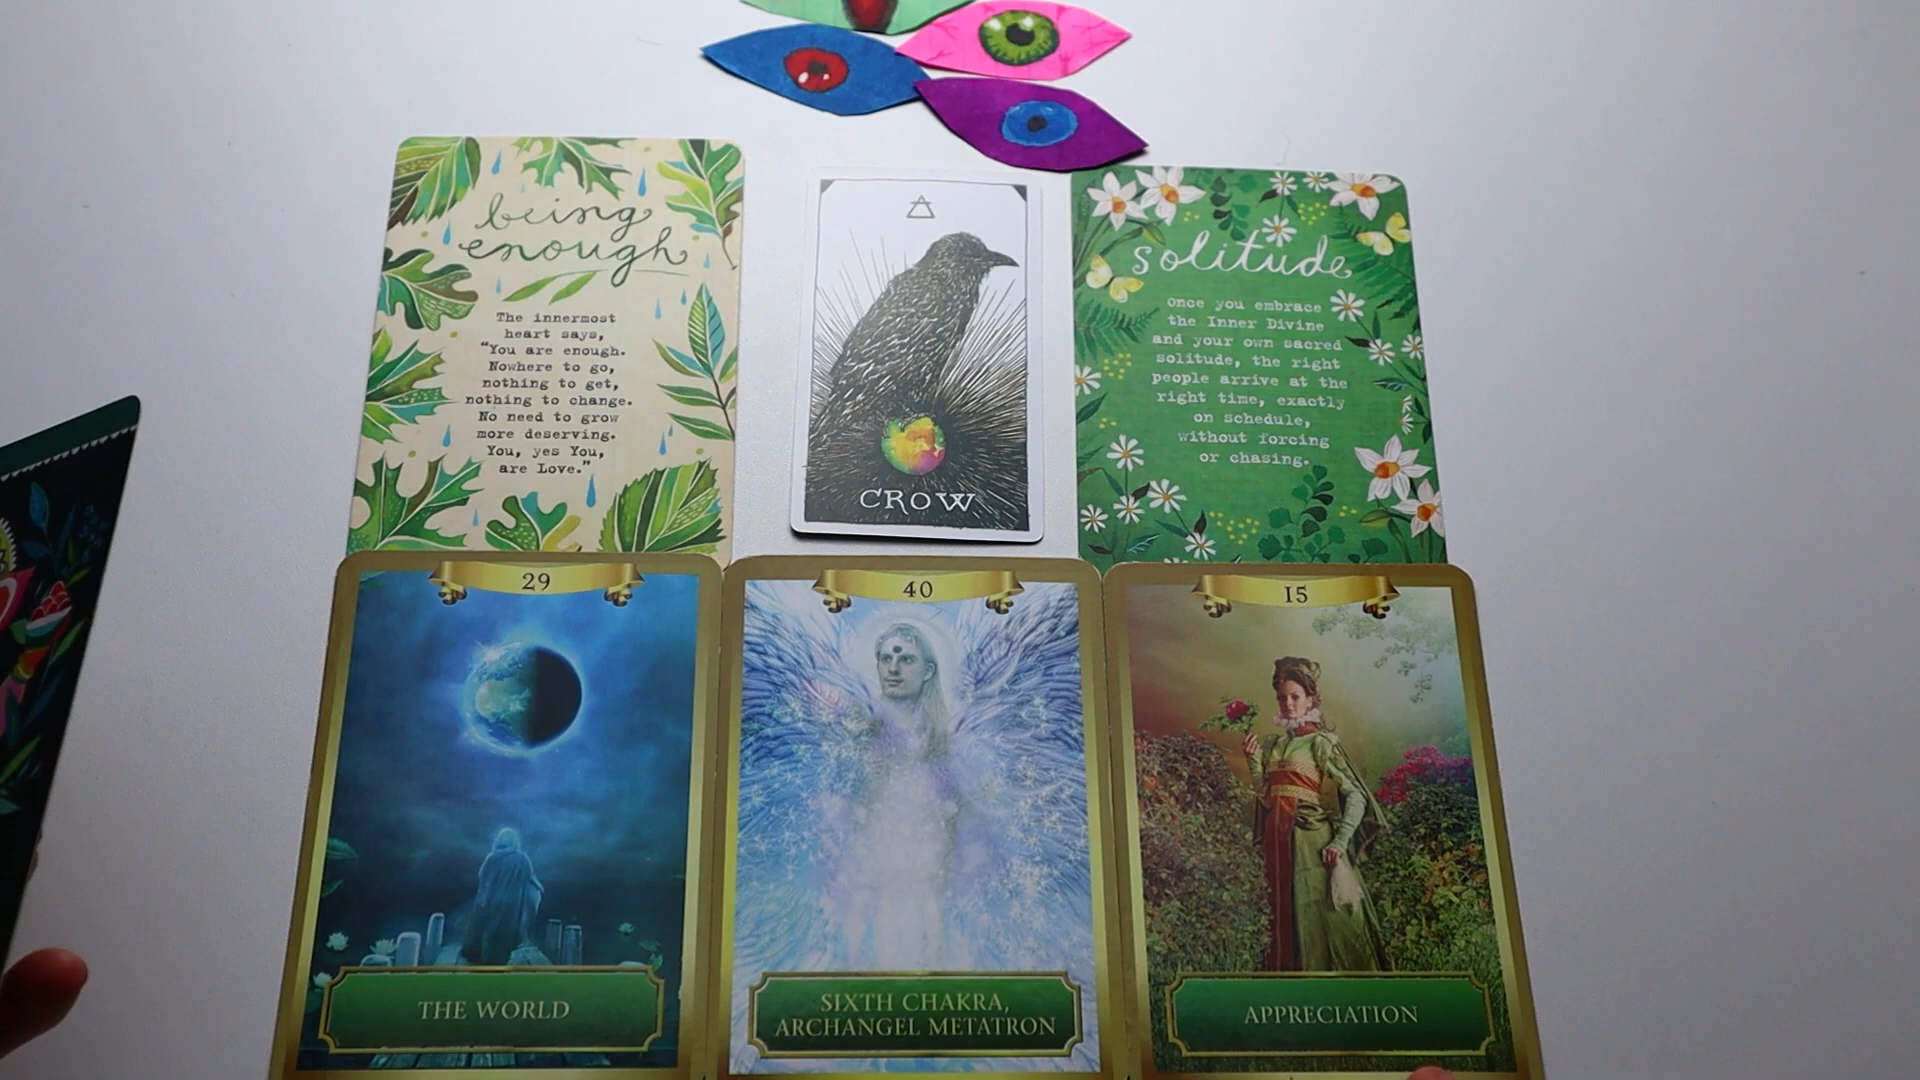 being
enough
The innermost
heart says,
“You are enough.
Nowhere to go,
nothing to get,
nothing to change.
No need to grow
more deserving.
You, yes You,
are Love.”
CROW
solitude
Once you embrace
the Inner Divine
and your own sacred
solitude, the right
people arrive at the
right time, exactly
on schedule,
without forcing
or chasing.
29
THE WORLD
40
SIXTH CHAKRA,
ARCHANGEL METATRON
15
APPRECIATION